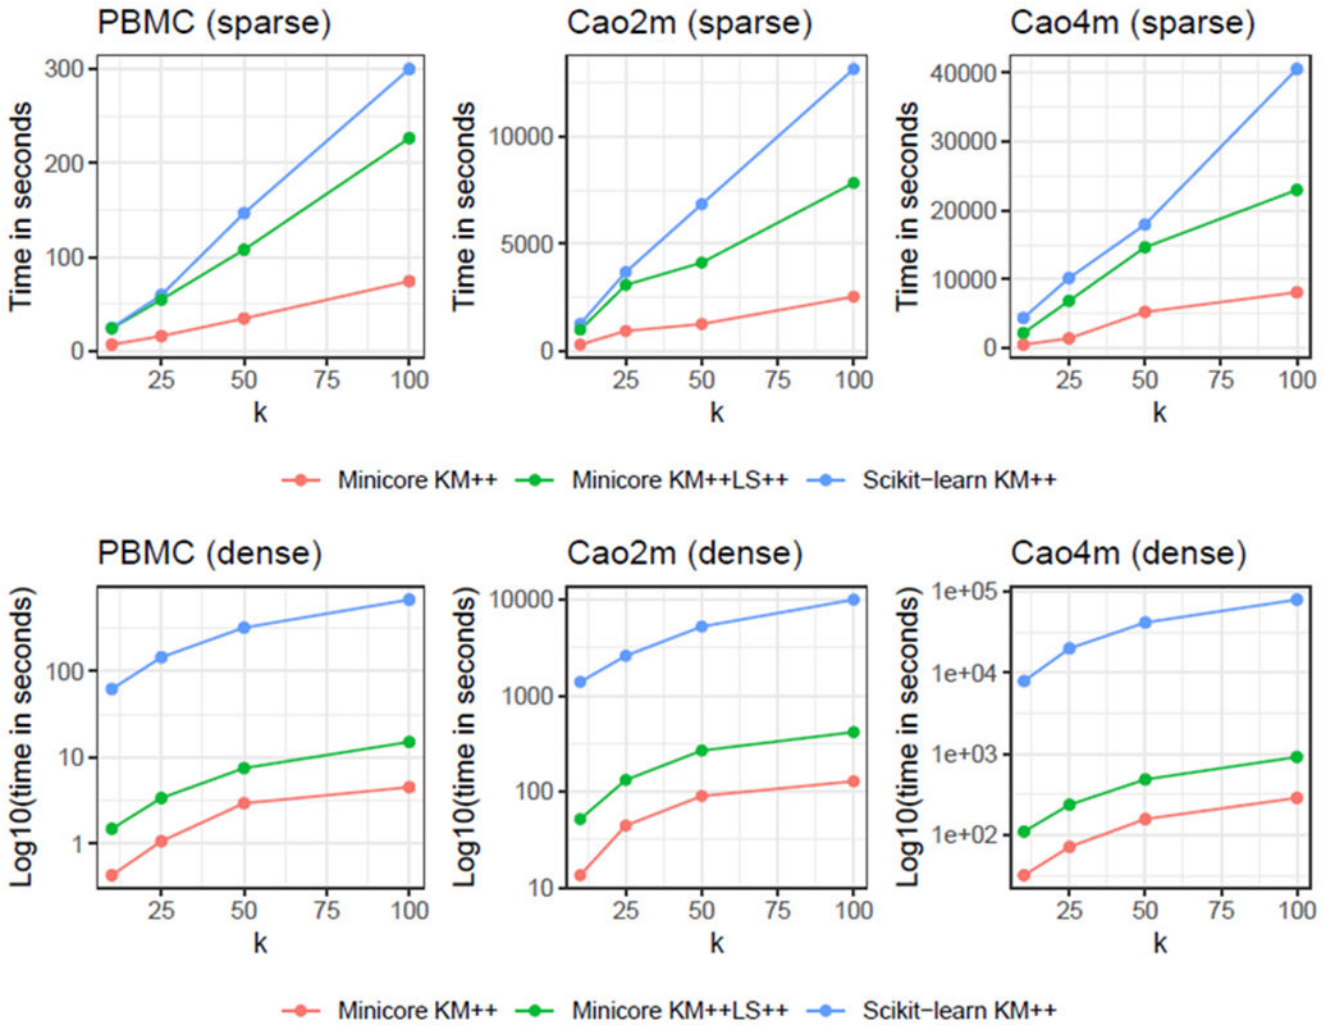 PBMC (sparse)
Cao2m (sparse)
Cao4m (sparse)
Time in seconds
300
200
100
0
25 50 75 100
k
Time in seconds
10000
5000
0
25 50 75 100
k
Time in seconds
40000
30000
20000
10000
0
25 50 75 100
k
Minicore KM++ Minicore KM++LS++ Scikit-learn KM++
PBMC (dense)
Cao2m (dense)
Cao4m (dense)
Log10(time in seconds)
100
10
1
25 50 75 100
k
Log10(time in seconds)
10000
1000
100
10
25 50 75 100
k
Log10(time in seconds)
1e+05
1e+04
1e+03
1e+02
25 50 75 100
k
Minicore KM++ Minicore KM++LS++ Scikit-learn KM++